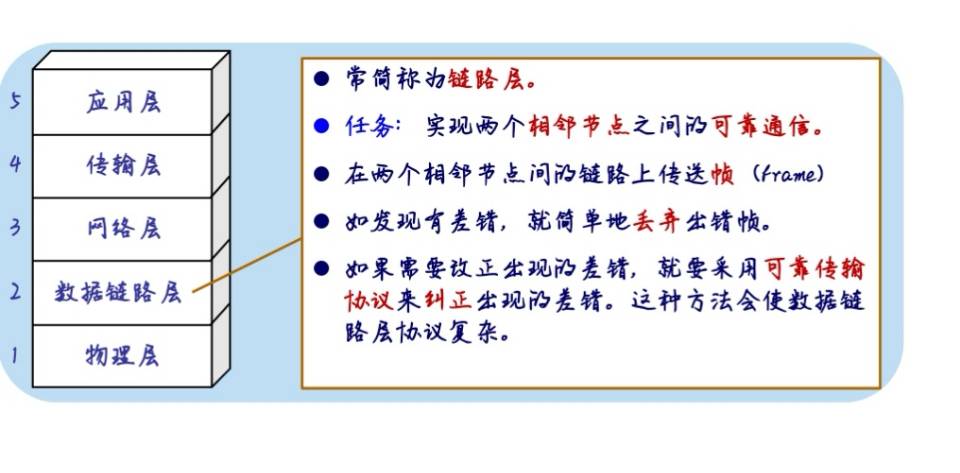 5 应用层
4 传输层
3 网络层
2 数据链路层
1 物理层
● 常简称为链路层。
● 任务： 实现两个相邻节点之间的可靠通信。
● 在两个相邻节点间的链路上传送帧（frame）
● 如发现有差错，就简单地丢弃出错帧。
● 如果需要改正出现的差错，就要采用可靠传输
协议来纠正出现的差错。这种方法会使数据链
路层协议复杂。